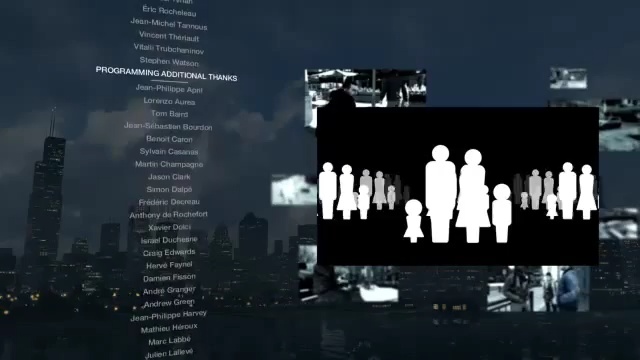 Éric Rocheleau
Jean-Michel Tannous
Vincent Thériault
Vitalii Trubchaninov
Stephen Watson
PROGRAMMING ADDITIONAL THANKS
Jean-Philippe April
Lorenzo Aurea
Tom Baird
Jean-Sébastien Bourdon
Benoit Caron
Sylvain Casanas
Martin Champagne
Jason Clark
Simon Dalpé
Frédéric Decreau
Anthony de Rochefort
Xavier Dolci
Israel Duchesne
Craig Edwards
Hervé Faynel
Damien Fisson
André Granger
Andrew Green
Jean-Philippe Harvey
Mathieu Héroux
Marc Labbé
Julien Lalievé